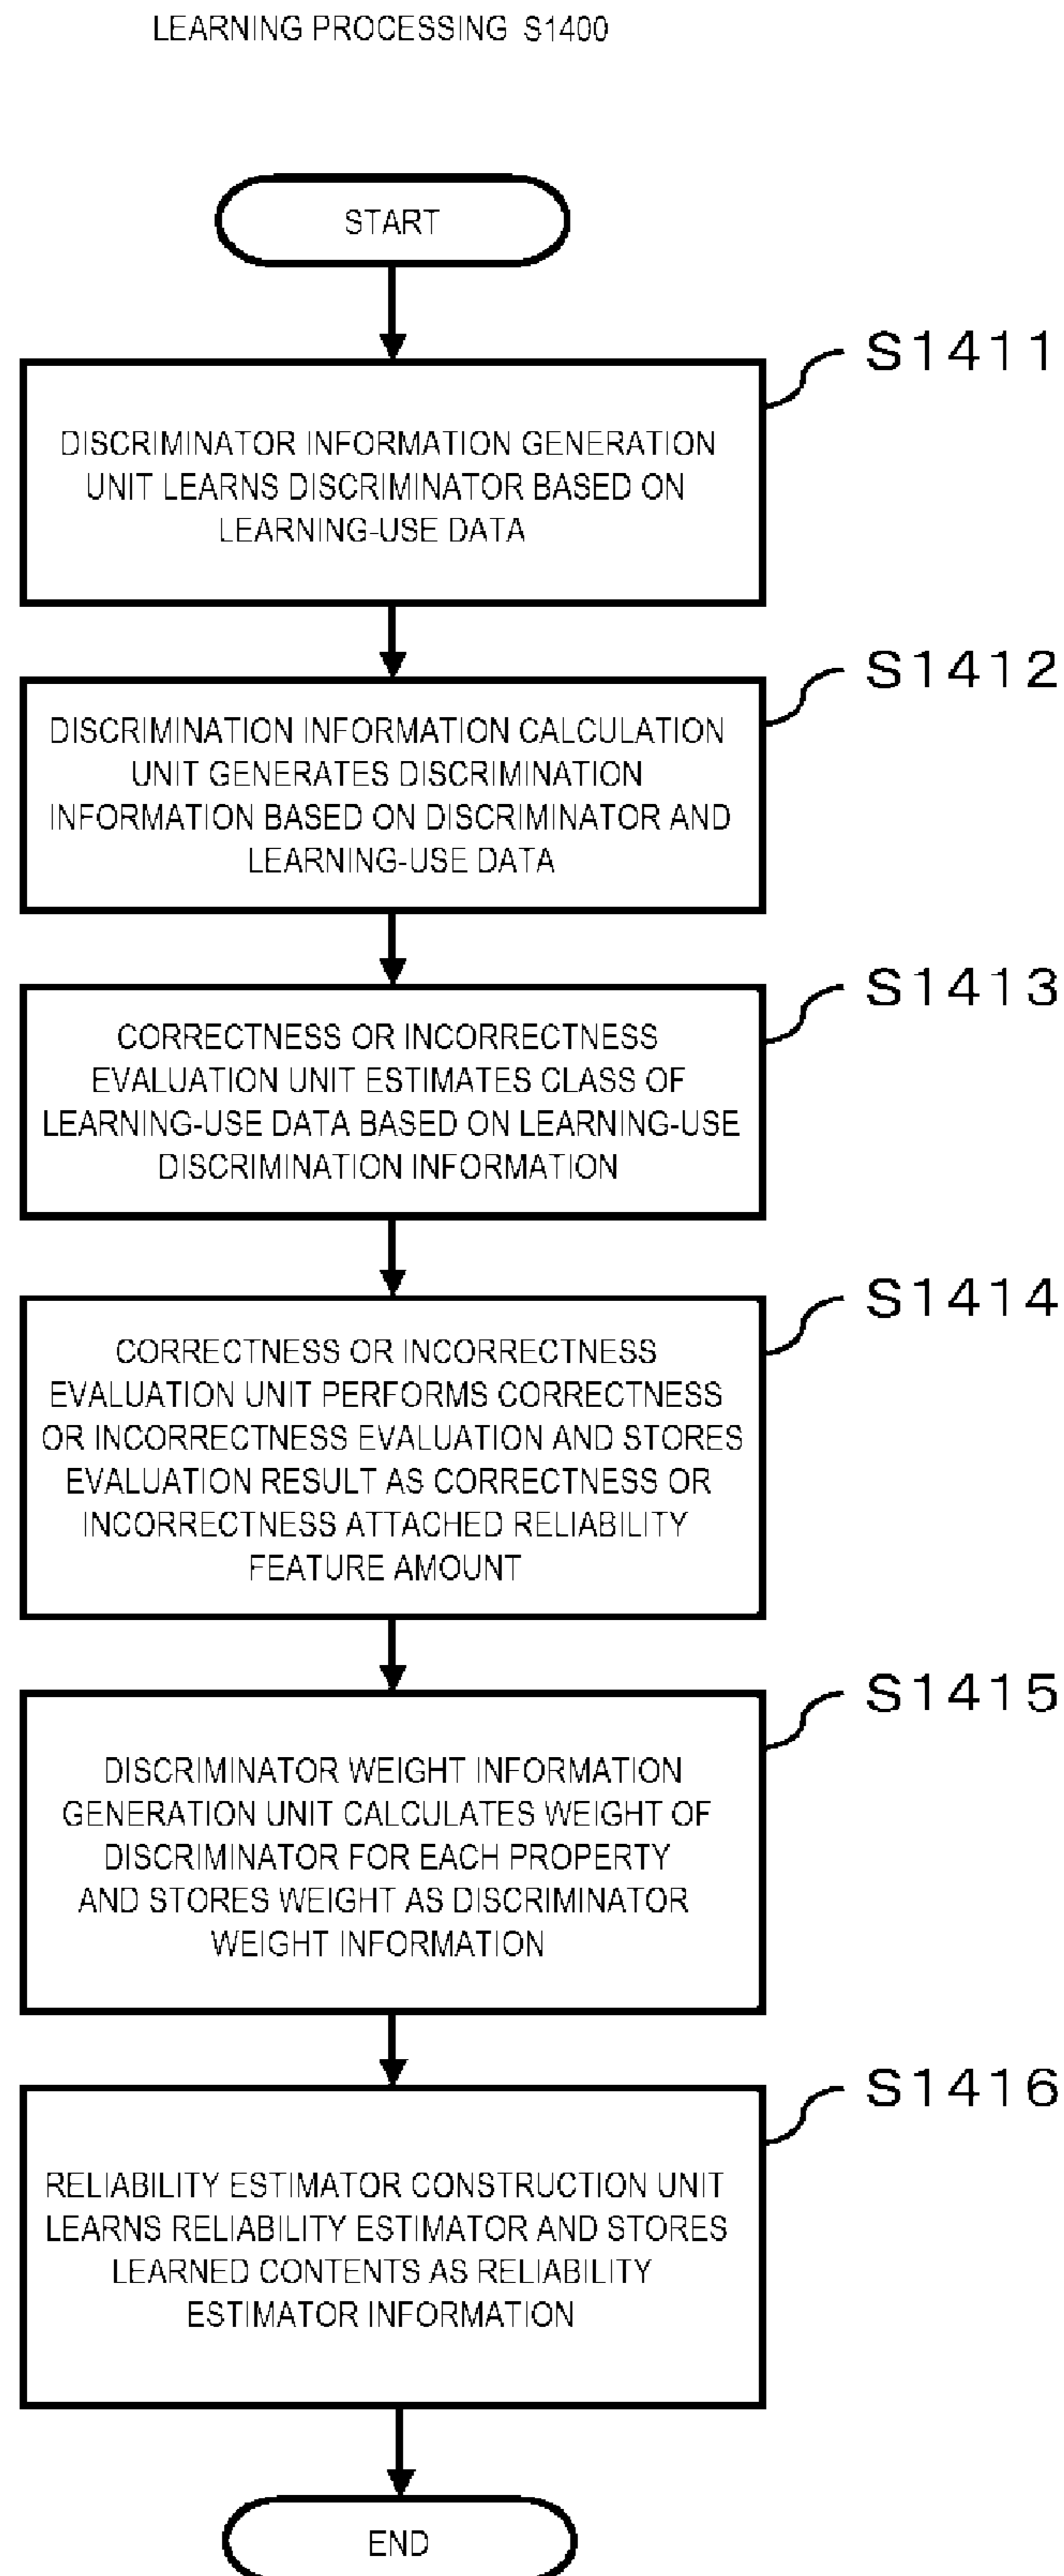 LEARNING PROCESSING S1400
START
S1411
DISCRIMINATOR INFORMATION GENERATION
UNIT LEARNS DISCRIMINATOR BASED ON
LEARNING-USE DATA
S1412
DISCRIMINATION INFORMATION CALCULATION
UNIT GENERATES DISCRIMINATION
INFORMATION BASED ON DISCRIMINATOR AND
LEARNING-USE DATA
S1413
CORRECTNESS OR INCORRECTNESS
EVALUATION UNIT ESTIMATES CLASS OF
LEARNING-USE DATA BASED ON LEARNING-USE
DISCRIMINATION INFORMATION
S1414
CORRECTNESS OR INCORRECTNESS
EVALUATION UNIT PERFORMS CORRECTNESS
OR INCORRECTNESS EVALUATION AND STORES
EVALUATION RESULT AS CORRECTNESS OR
INCORRECTNESS ATTACHED RELIABILITY
FEATURE AMOUNT
S1415
DISCRIMINATOR WEIGHT INFORMATION
GENERATION UNIT CALCULATES WEIGHT OF
DISCRIMINATOR FOR EACH PROPERTY
AND STORES WEIGHT AS DISCRIMINATOR
WEIGHT INFORMATION
S1416
RELIABILITY ESTIMATOR CONSTRUCTION UNIT
LEARNS RELIABILITY ESTIMATOR AND STORES
LEARNED CONTENTS AS RELIABILITY
ESTIMATOR INFORMATION
END